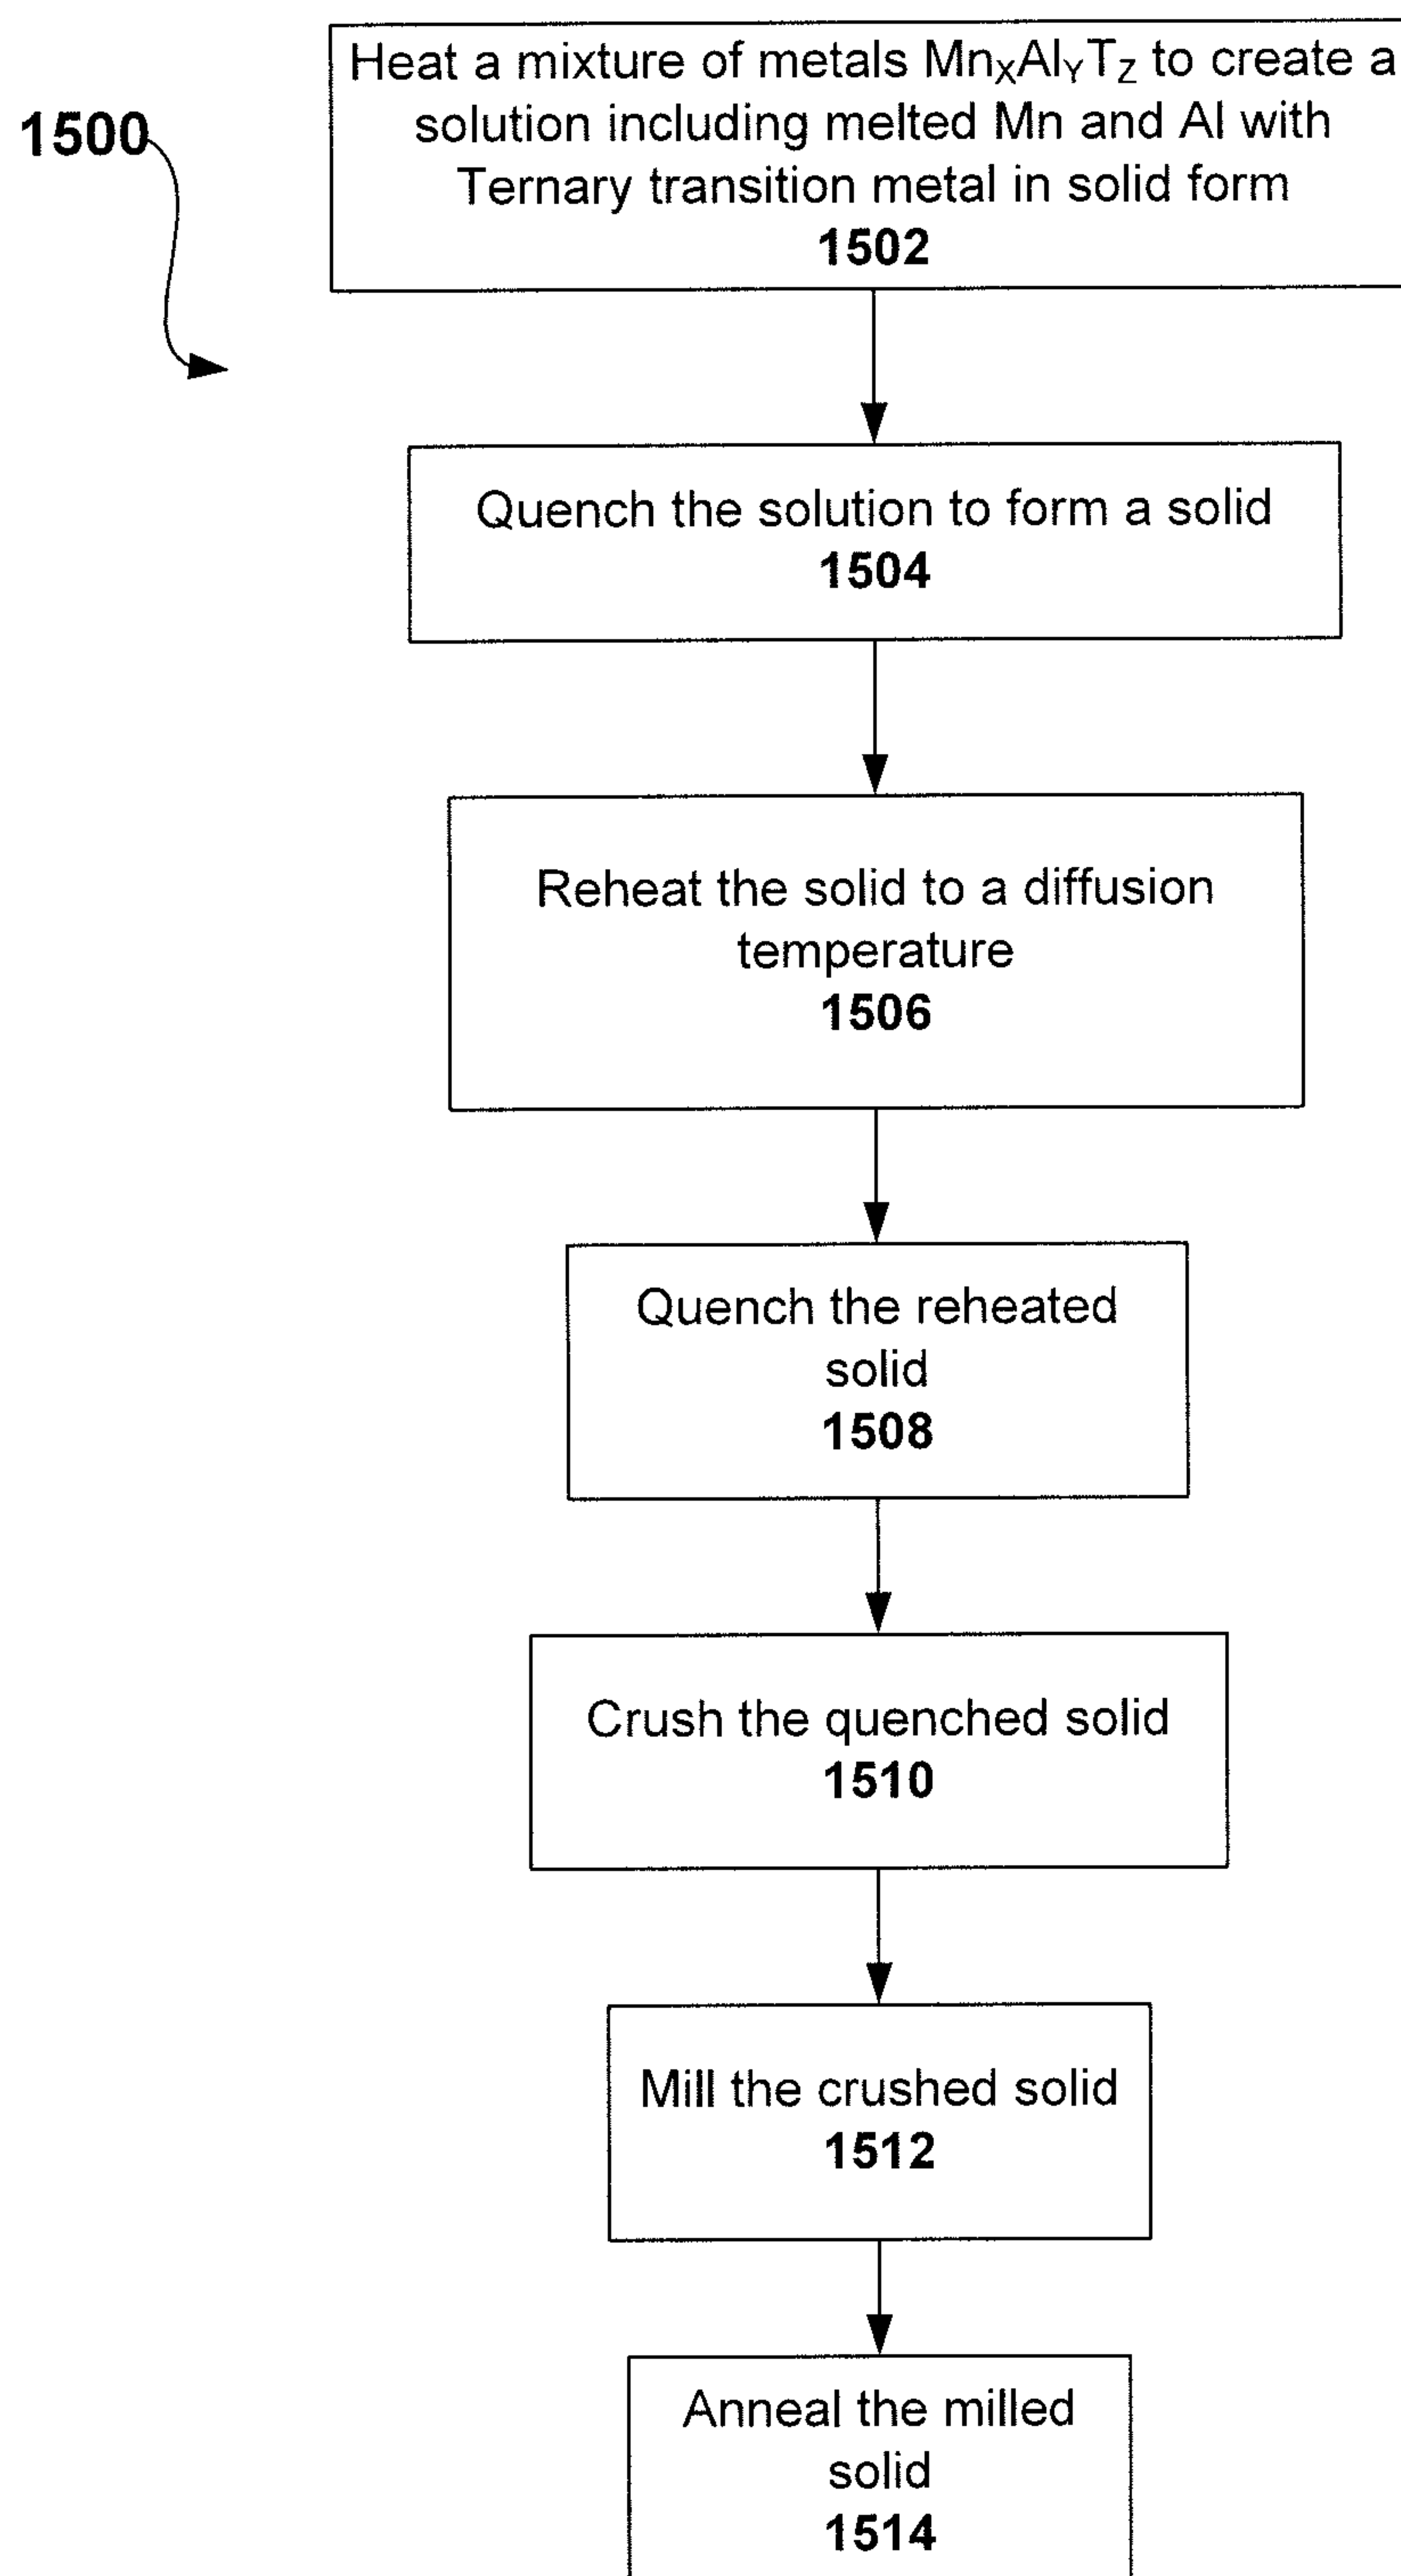 1500
Heat a mixture of metals MnXAlYTZ to create a
solution including melted Mn and Al with
Ternary transition metal in solid form
1502
Quench the solution to form a solid
1504
Reheat the solid to a diffusion
temperature
1506
Quench the reheated
solid
1508
Crush the quenched solid
1510
Mill the crushed solid
1512
Anneal the milled
solid
1514